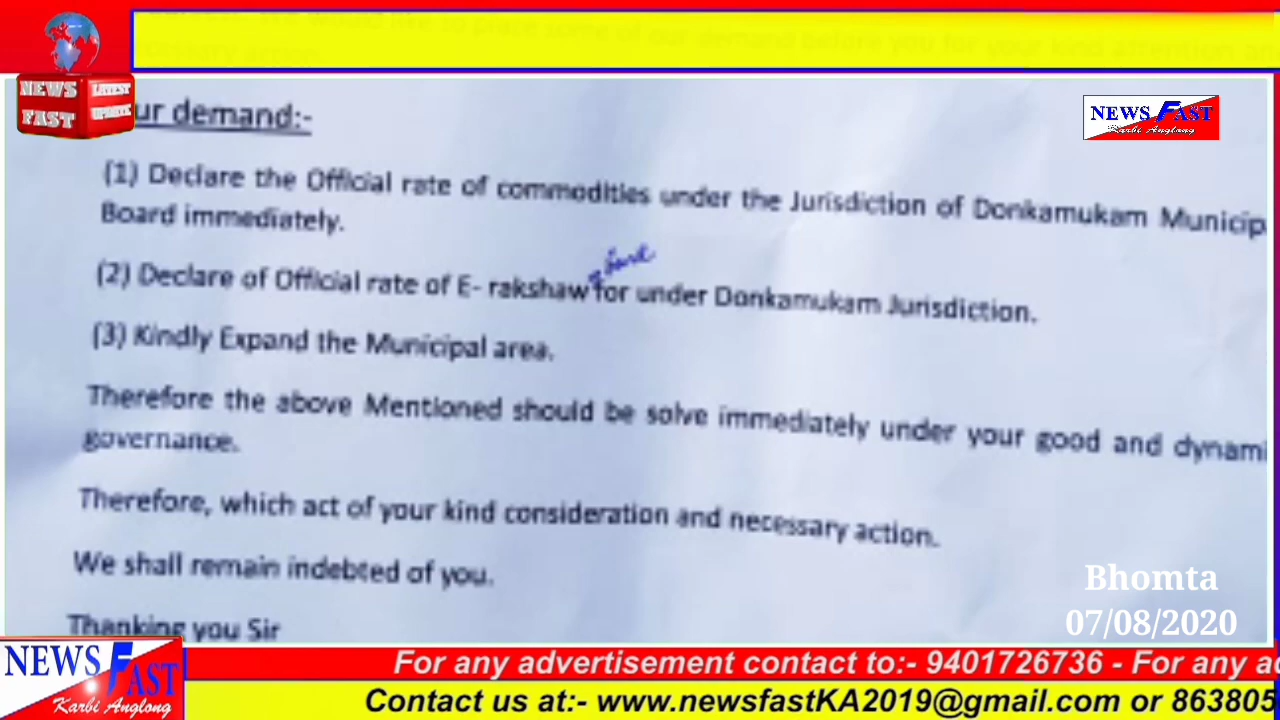 NEWS
FAST
LATEST
UPDATE
ur demand:-
NEWS FAST
Karbi Anglong
(1) Declare the Official rate of commodities under the Jurisdiction of Donkamukam Municip
Board immediately.
(2) Declare of Official rate of E- rakshaw for under Donkamukam Jurisdiction.
(3) Kindly Expand the Municipal area.
Therefore the above Mentioned should be solve immediately under your good and dynami
governance.
Therefore, which act of your kind consideration and necessary action.
We shall remain indebted of you.
Thanking you Sir
Bhomta
07/08/2020
NEWS FAST
Karbi Anglong
For any advertisement contact to:- 9401726736 - For any a
Contact us at:- www.newsfastKA2019@gmail.com or 863805